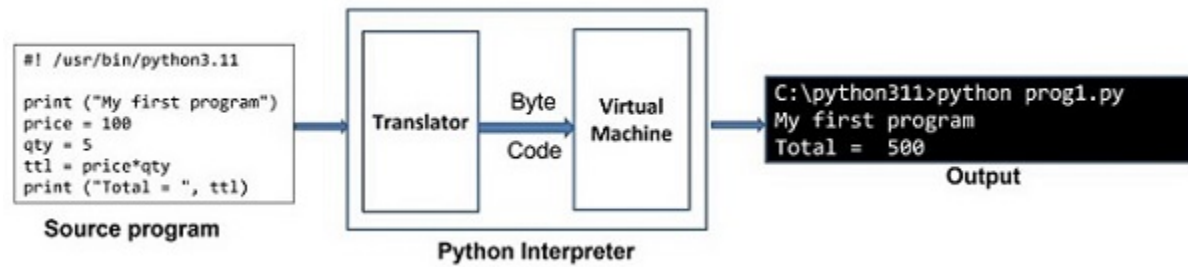 #! /usr/bin/python3.11
print ("My first program")
price = 100
qty = 5
ttl = price*qty
print ("Total = ", ttl)
Source program
Translator
Byte
Code
Virtual
Machine
Python Interpreter
C:\python311>python prog1.py
My first program
Total =  500
Output